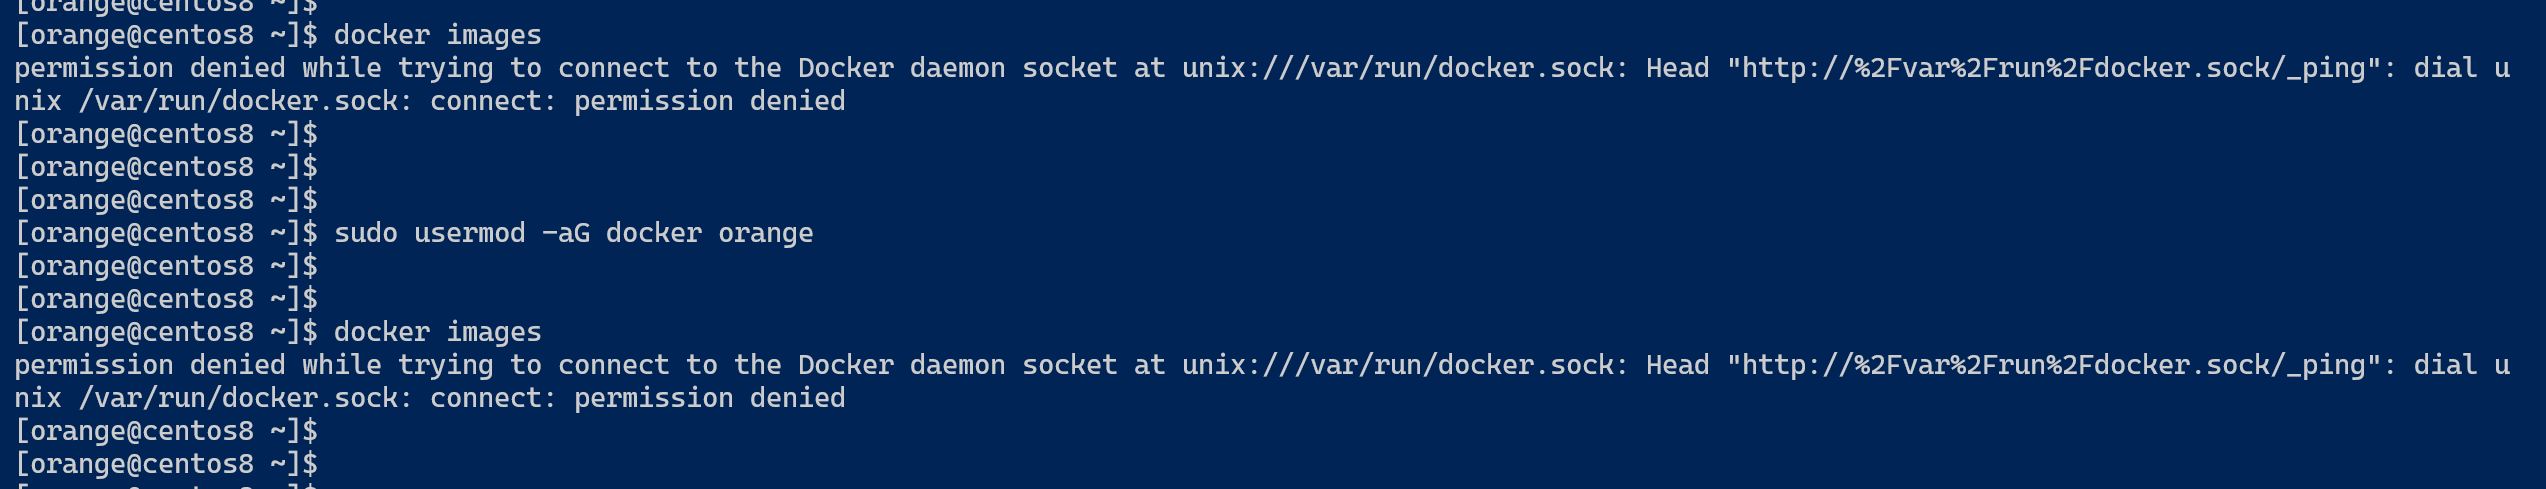 [orange@centos8 ~]$
[orange@centos8 ~]$ docker images
permission denied while trying to connect to the Docker daemon socket at unix:///var/run/docker.sock: Head "http://%2Fvar%2Frun%2Fdocker.sock/_ping": dial u
nix /var/run/docker.sock: connect: permission denied
[orange@centos8 ~]$
[orange@centos8 ~]$
[orange@centos8 ~]$
[orange@centos8 ~]$ sudo usermod -aG docker orange
[orange@centos8 ~]$
[orange@centos8 ~]$
[orange@centos8 ~]$ docker images
permission denied while trying to connect to the Docker daemon socket at unix:///var/run/docker.sock: Head "http://%2Fvar%2Frun%2Fdocker.sock/_ping": dial u
nix /var/run/docker.sock: connect: permission denied
[orange@centos8 ~]$
[orange@centos8 ~]$